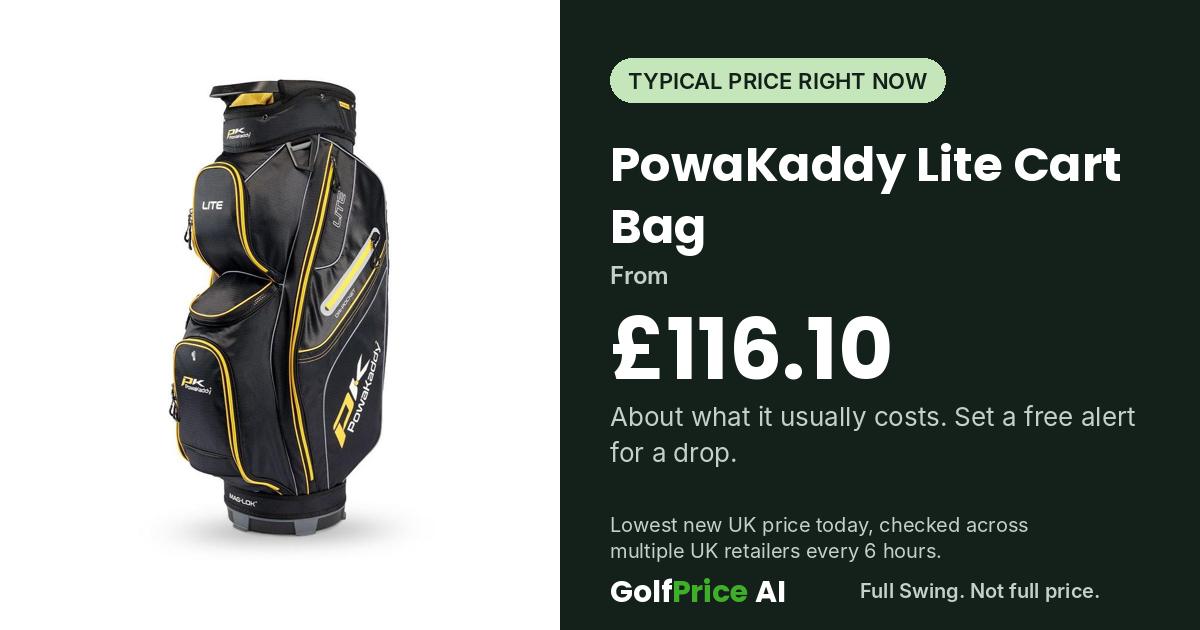 PK
PowaKaddy
LITE
LITE
PK
PowaKaddy
PK
PowaKaddy
MAG-LOK
TYPICAL PRICE RIGHT NOW
PowaKaddy Lite Cart
Bag
From
£116.10
About what it usually costs. Set a free alert
for a drop.
Lowest new UK price today, checked across
multiple UK retailers every 6 hours.
GolfPrice AI
Full Swing. Not full price.